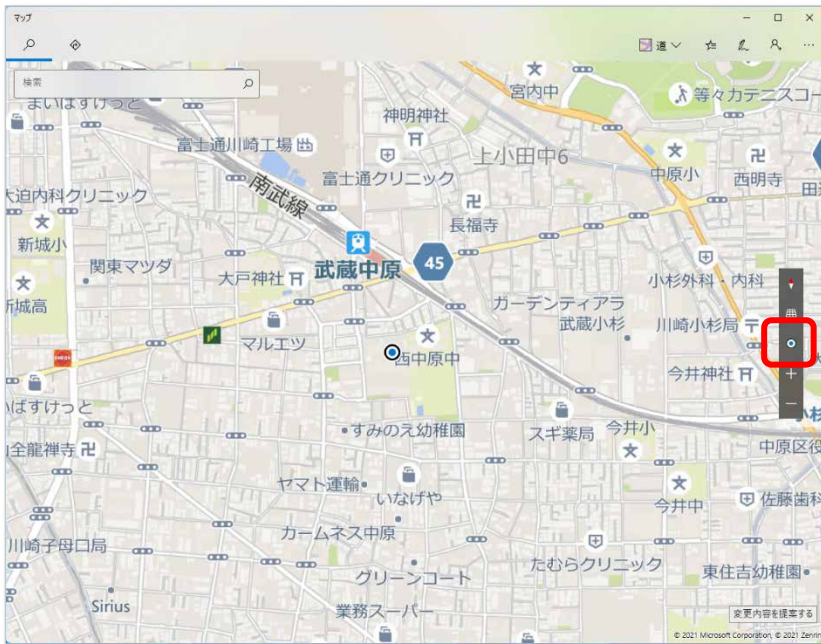 マップ
道
検索
宮内中
等々力テニスコー
まいばすけっと
神明神社
富士通川崎工場
上小田中6
中原小
西明寺
富士通クリニック
大迫内科クリニック
南武線
長福寺
新城小
武蔵中原
45
関東マツダ
大戸神社
小杉外科・内科
新城高
ガーデンティアラ
武蔵小杉
川崎小杉局
マルエツ
西中原中
今井神社
いばすけっと
すみのえ幼稚園
スギ薬局
今井小
小杉
中原区役
全龍禅寺
ヤマト運輸
いなげや
今井中
佐藤歯科
カームネス中原
川崎子母口局
たむらクリニック
グリーンコート
東住吉幼稚園
Sirius
業務スーパー
変更内容を提案する
© 2021 Microsoft Corporation, © 2021 Zenrin